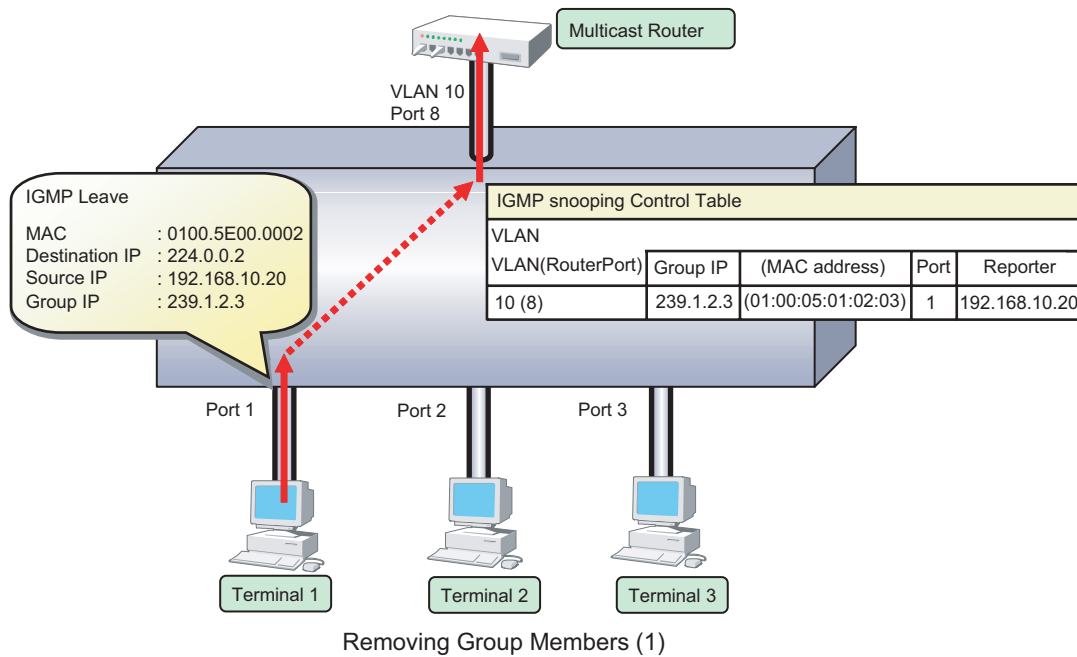 Multicast Router
VLAN 10
Port 8
IGMP Leave
MAC : 0100.5E00.0002
Destination IP : 224.0.0.2
Source IP : 192.168.10.20
Group IP : 239.1.2.3
IGMP snooping Control Table
VLAN
VLAN(RouterPort) Group IP (MAC address) Port Reporter
10 (8) 239.1.2.3 (01:00:05:01:02:03) 1 192.168.10.20
Port 1 Port 2 Port 3
Terminal 1 Terminal 2 Terminal 3
Removing Group Members (1)